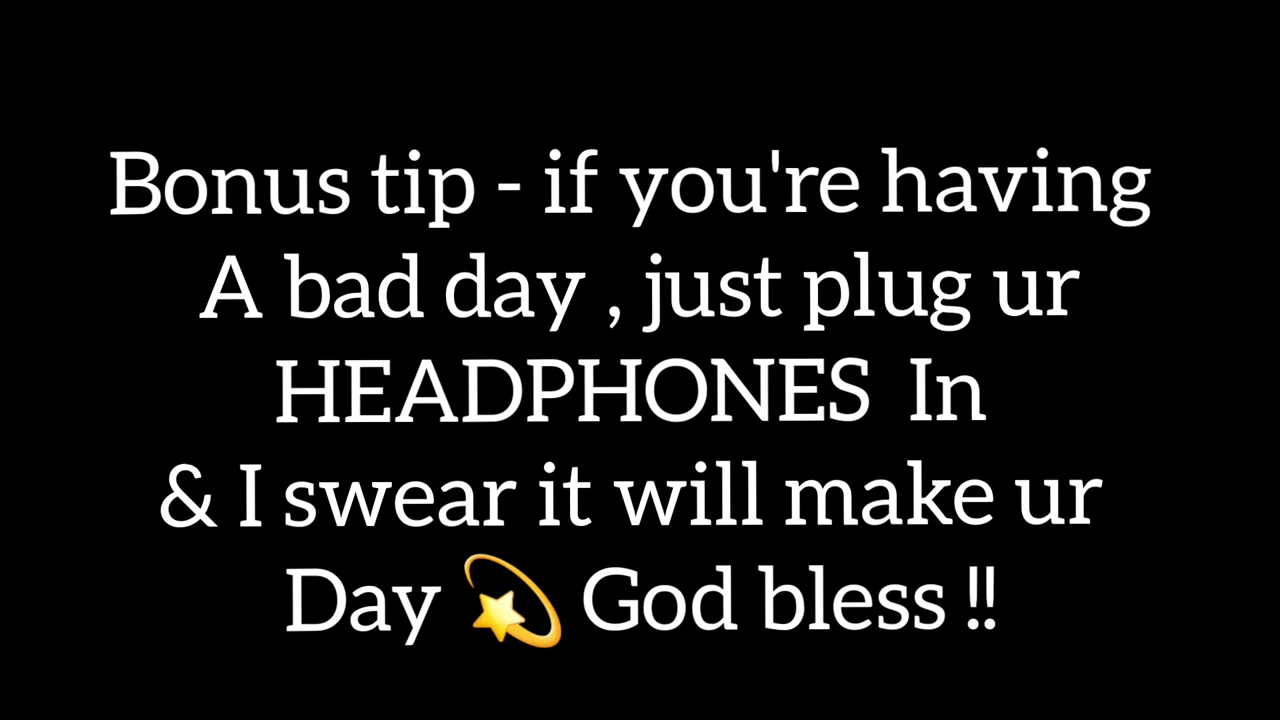 Bonus tip - if you're having
A bad day , just plug ur
HEADPHONES In
& I swear it will make ur
Day 💫 God bless !!